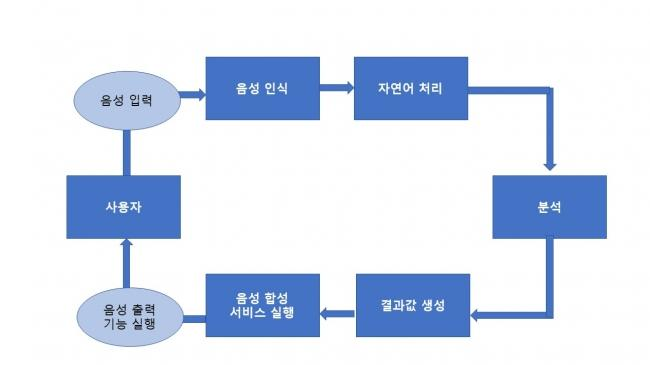 음성 입력
음성 인식
자연어 처리
사용자
분석
음성 출력
기능 실행
음성 합성
서비스 실행
결과값 생성